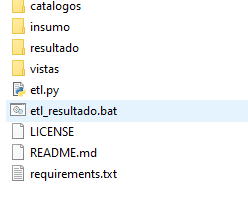 catalogos
insumo
resultado
vistas
etl.py
etl_resultado.bat
LICENSE
README.md
requirements.txt